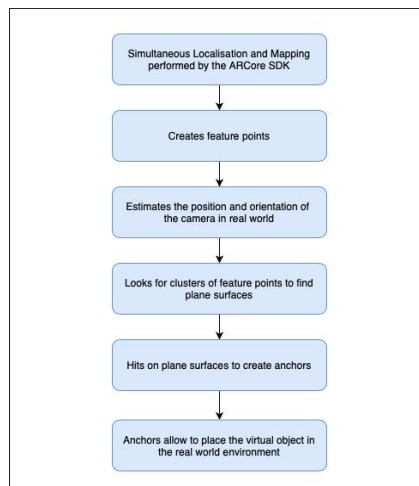 Simultaneous Localisation and Mapping
performed by the ARCore SDK
Creates feature points
Estimates the position and orientation of
the camera in real world
Looks for clusters of feature points to find
plane surfaces
Hits on plane surfaces to create anchors
Anchors allow to place the virtual object in
the real world environment